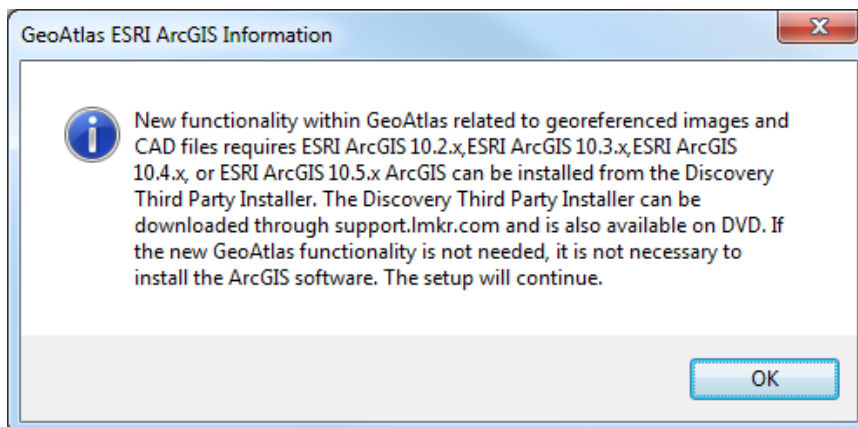 GeoAtlas ESRI ArcGIS Information
New functionality within GeoAtlas related to georeferenced images and
CAD files requires ESRI ArcGIS 10.2.x,ESRI ArcGIS 10.3.x,ESRI ArcGIS
10.4.x, or ESRI ArcGIS 10.5.x ArcGIS can be installed from the Discovery
Third Party Installer. The Discovery Third Party Installer can be
downloaded through support.lmkr.com and is also available on DVD. If
the new GeoAtlas functionality is not needed, it is not necessary to
install the ArcGIS software. The setup will continue.
OK